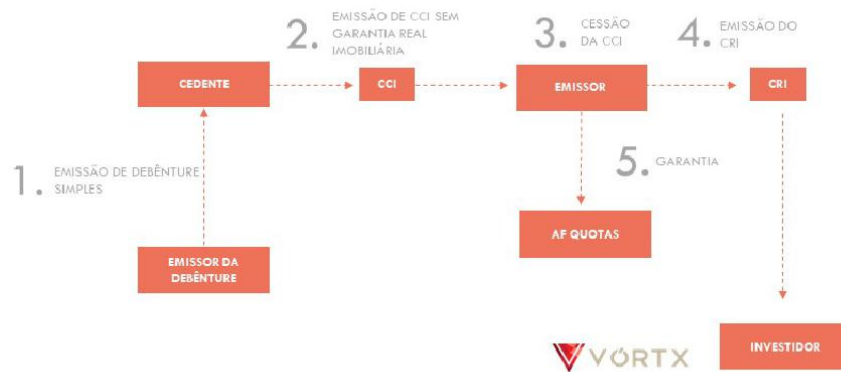 2.
EMISSÃO DE CCI SEM
GARANTIA REAL
IMOBILIÁRIA
3.
CESSÃO
DA CCI
4.
EMISSÃO DO
CRI
CEDENTE
CCI
EMISSOR
CRI
1.
EMISSÃO DE DEBÊNTURE
SIMPLES
5.
GARANTIA
EMISSOR DA
DEBÊNTURE
AF QUOTAS
VÓRTX
INVESTIDOR